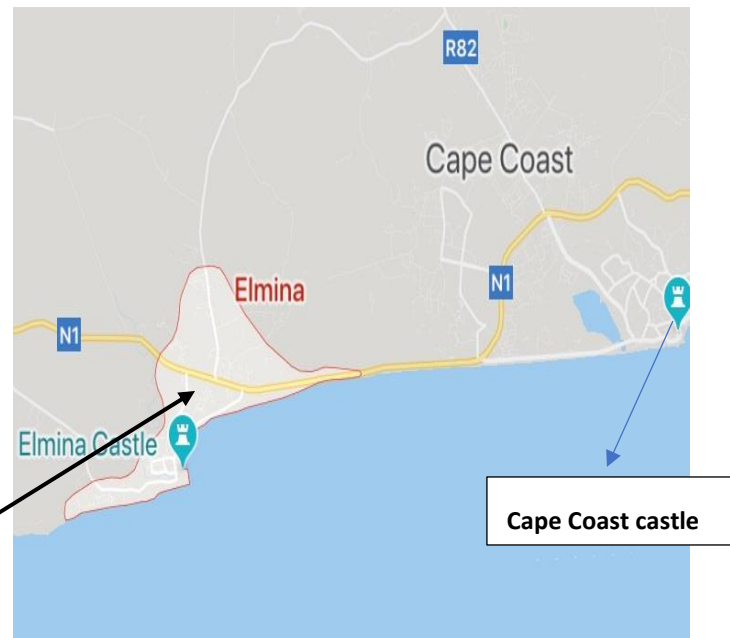 R82
Cape Coast
Elmina
N1
N1
Elmina Castle
Cape Coast castle